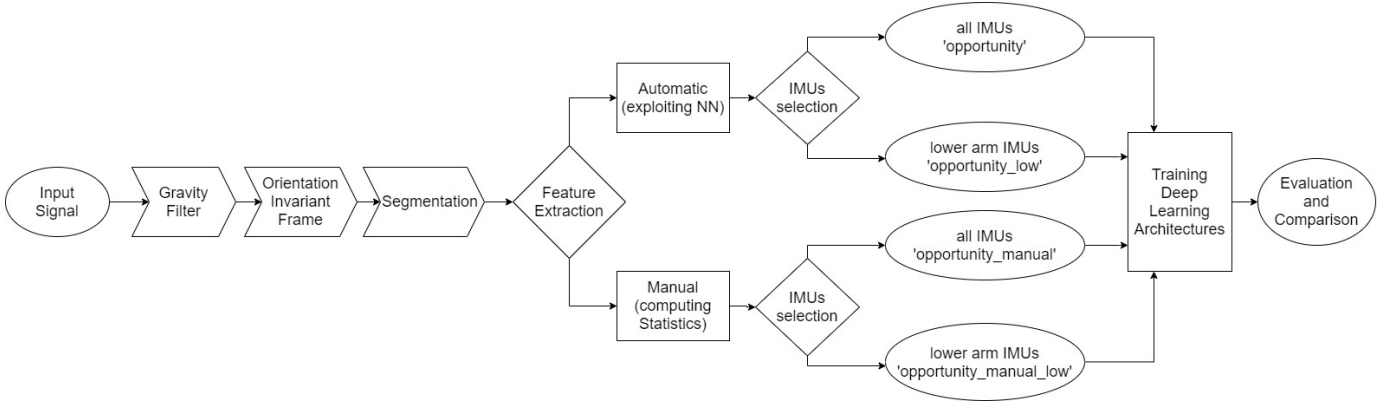 Input
Signal
Gravity
Filter
Orientation
Invariant
Frame
Segmentation
Feature
Extraction
Automatic
(exploiting NN)
IMUs
selection
all IMUs
'opportunity'
lower arm IMUs
'opportunity_low'
Manual
(computing
Statistics)
IMUs
selection
all IMUs
'opportunity_manual'
lower arm IMUs
'opportunity_manual_low'
Training
Deep
Learning
Architectures
Evaluation
and
Comparison